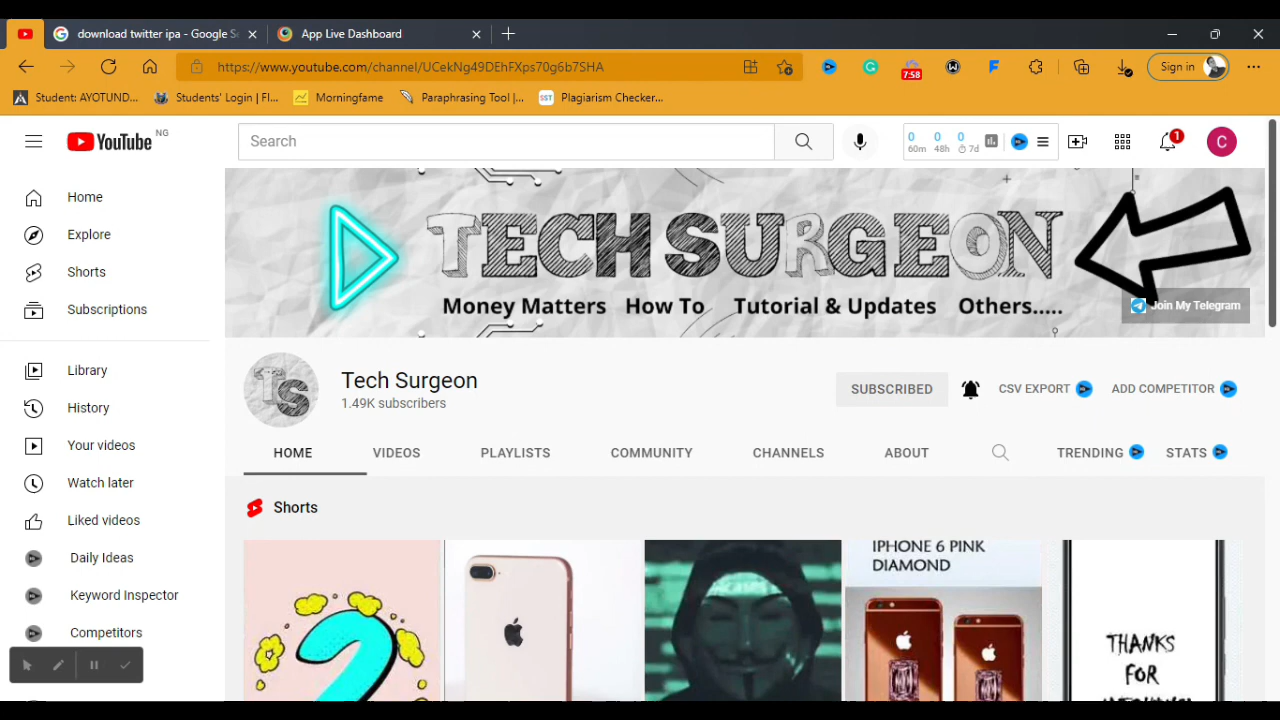 download twitter ipa - Google Se
App Live Dashboard
https://www.youtube.com/channel/UCekNg49DEhFXps70g6b7SHA
7:58
Sign in
Student: AYOTUND...
Students' Login | Fl...
Morningfame
Paraphrasing Tool |...
SST
Plagiarism Checker...
YouTube NG
Search
0 0 0
60m 48h 7d
1
C
Home
Explore
Shorts
Subscriptions
Library
History
Your videos
Watch later
Liked videos
Daily Ideas
Keyword Inspector
Competitors
TECH SURGEON
Money Matters How To Tutorial & Updates Others.....
Join My Telegram
TS
Tech Surgeon
1.49K subscribers
SUBSCRIBED
CSV EXPORT
ADD COMPETITOR
HOME
VIDEOS
PLAYLISTS
COMMUNITY
CHANNELS
ABOUT
TRENDING
STATS
Shorts
IPHONE 6 PINK
DIAMOND
THANKS
FOR